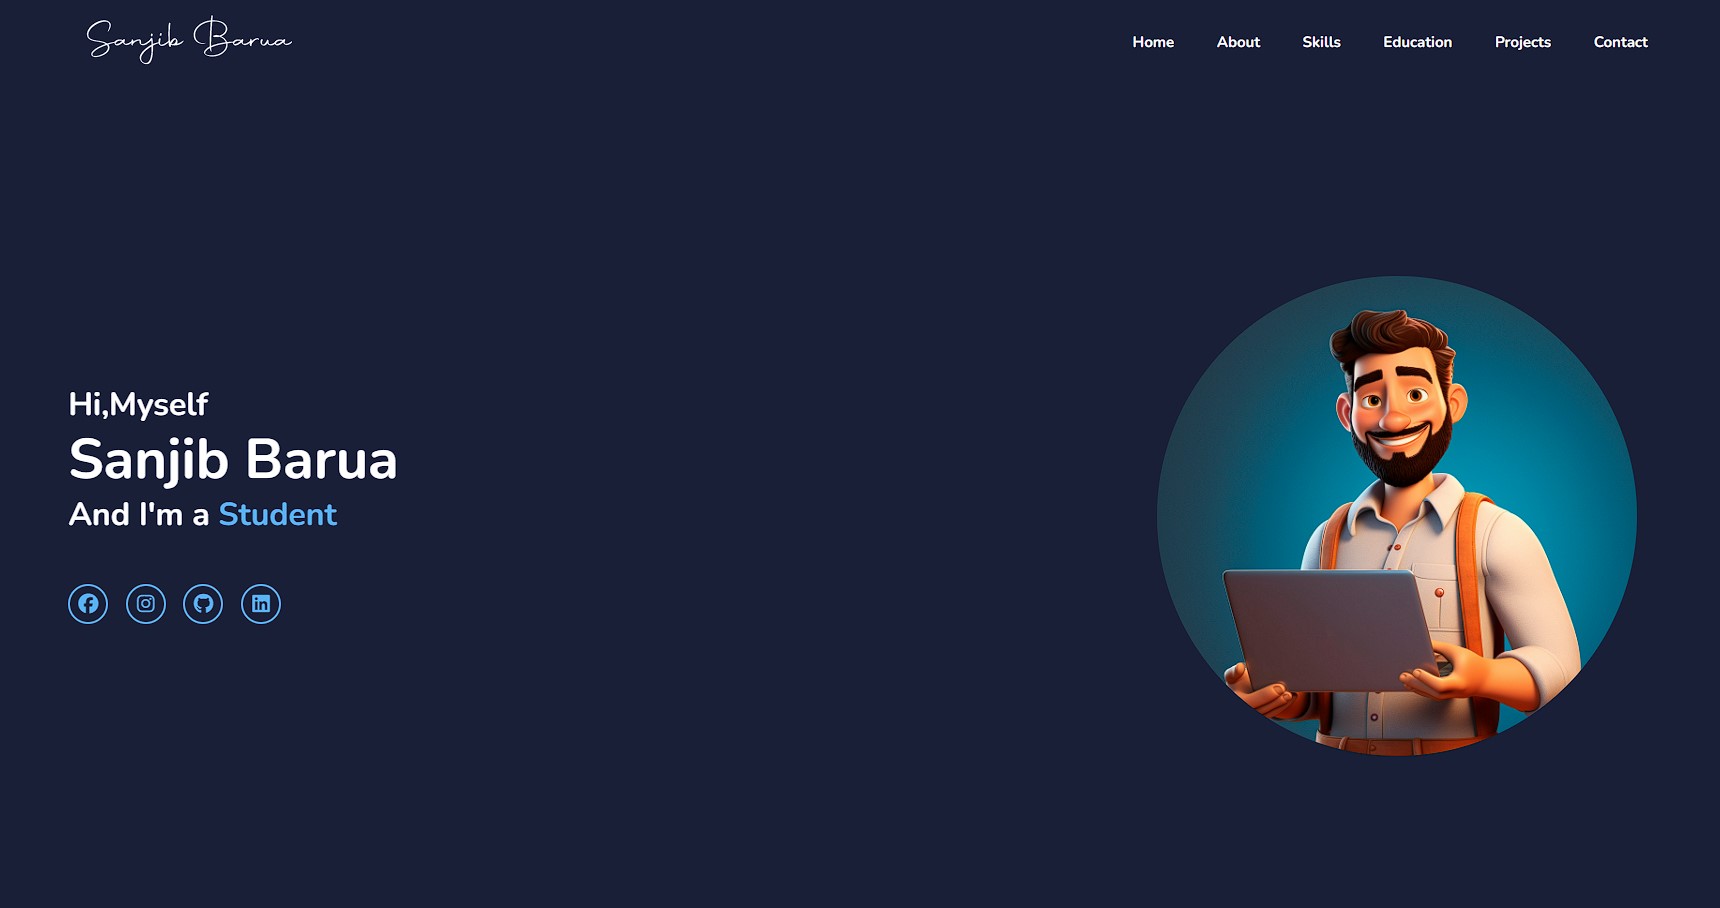 Sanjib Barua
Home About Skills Education Projects Contact
Hi,Myself
Sanjib Barua
And I'm a Student